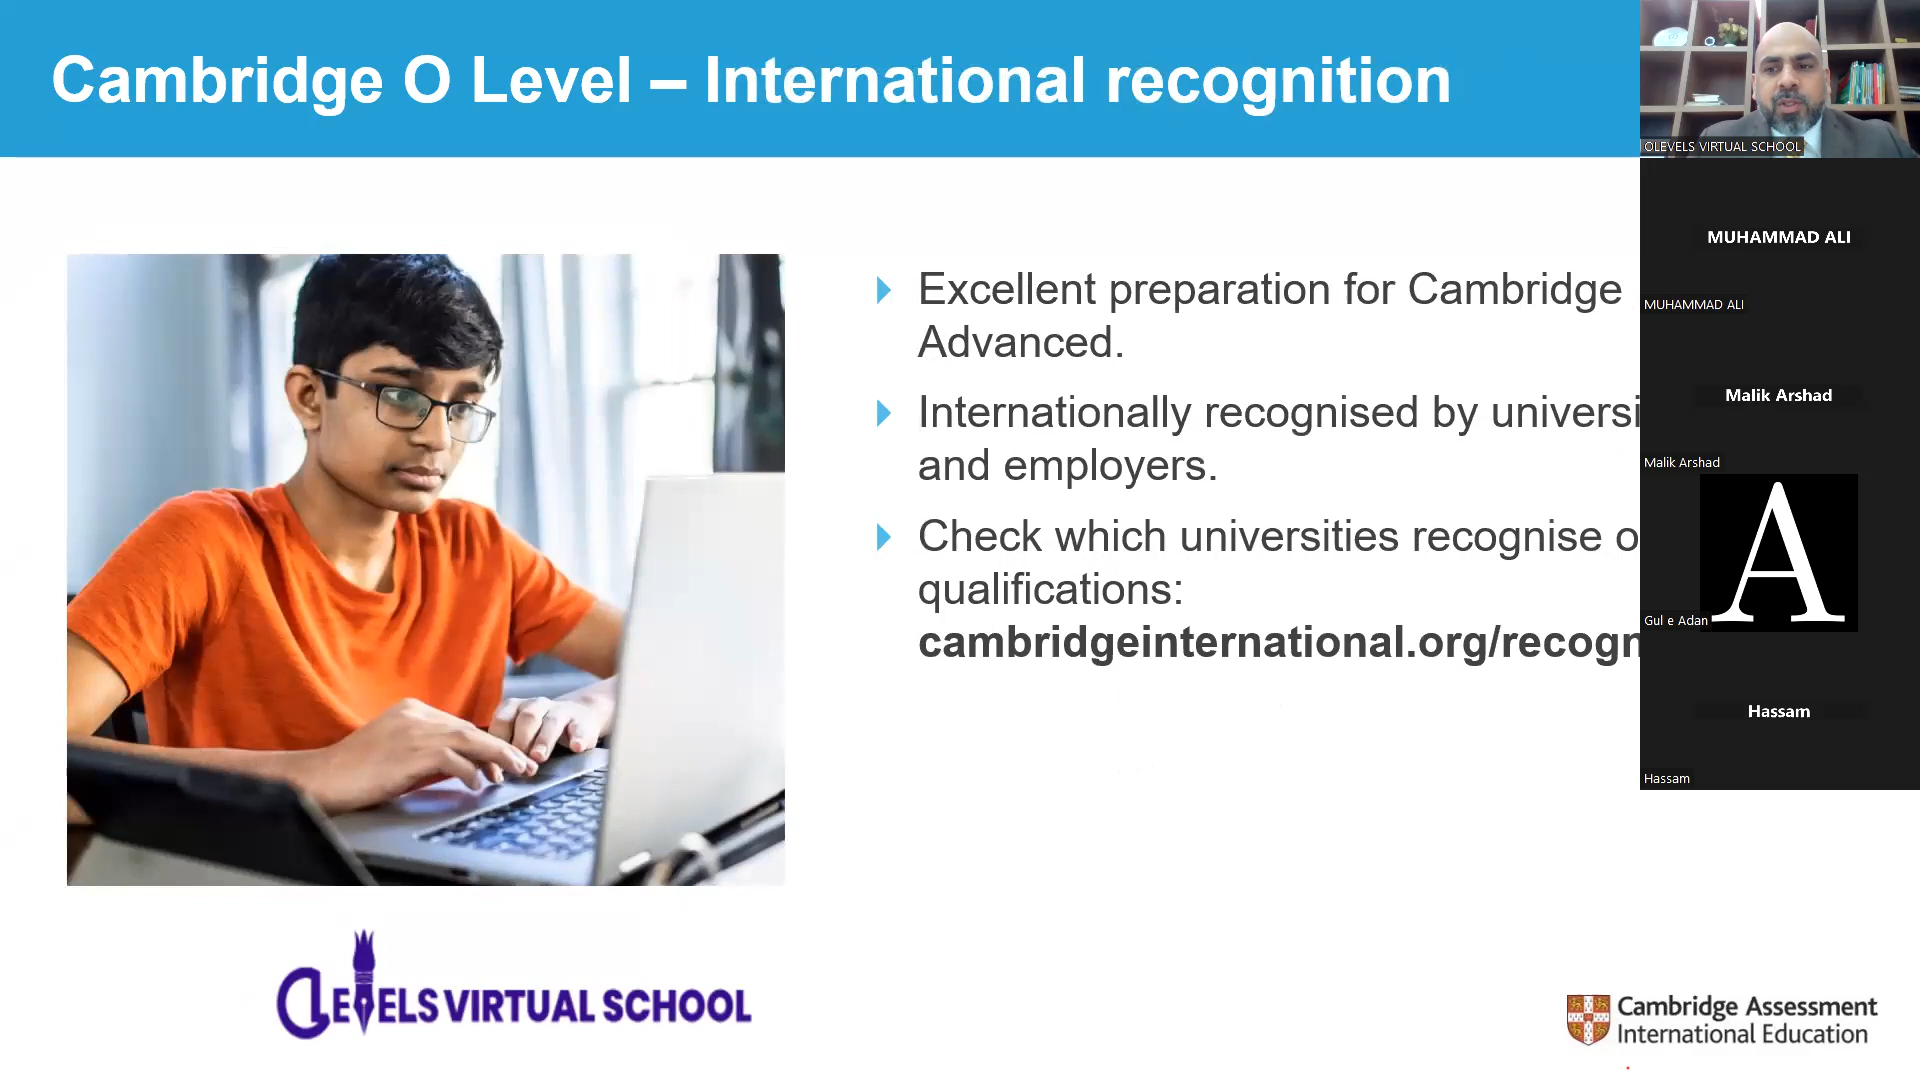 Cambridge O Level – International recognition
Excellent preparation for Cambridge
Advanced.
Internationally recognised by universi
and employers.
Check which universities recognise o
qualifications:
cambridgeinternational.org/recogn
OLEVELS VIRTUAL SCHOOL
MUHAMMAD ALI
MUHAMMAD ALI
Malik Arshad
Malik Arshad
A
Gul e Adan
Hassam
Hassam
OLEVELS VIRTUAL SCHOOL
Cambridge Assessment
International Education